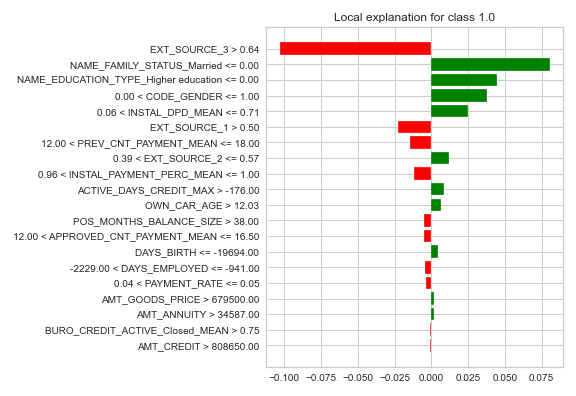 Local explanation for class 1.0
EXT_SOURCE_3 > 0.64
NAME_FAMILY_STATUS_Married <= 0.00
NAME_EDUCATION_TYPE_Higher education <= 0.00
0.00 < CODE_GENDER <= 1.00
0.06 < INSTAL_DPD_MEAN <= 0.71
EXT_SOURCE_1 > 0.50
12.00 < PREV_CNT_PAYMENT_MEAN <= 18.00
0.39 < EXT_SOURCE_2 <= 0.57
0.96 < INSTAL_PAYMENT_PERC_MEAN <= 1.00
ACTIVE_DAYS_CREDIT_MAX > -176.00
OWN_CAR_AGE > 12.03
POS_MONTHS_BALANCE_SIZE > 38.00
12.00 < APPROVED_CNT_PAYMENT_MEAN <= 16.50
DAYS_BIRTH <= -19694.00
-2229.00 < DAYS_EMPLOYED <= -941.00
0.04 < PAYMENT_RATE <= 0.05
AMT_GOODS_PRICE > 679500.00
AMT_ANNUITY > 34587.00
BURO_CREDIT_ACTIVE_Closed_MEAN > 0.75
AMT_CREDIT > 808650.00
−0.100 −0.075 −0.050 −0.025 0.000 0.025 0.050 0.075